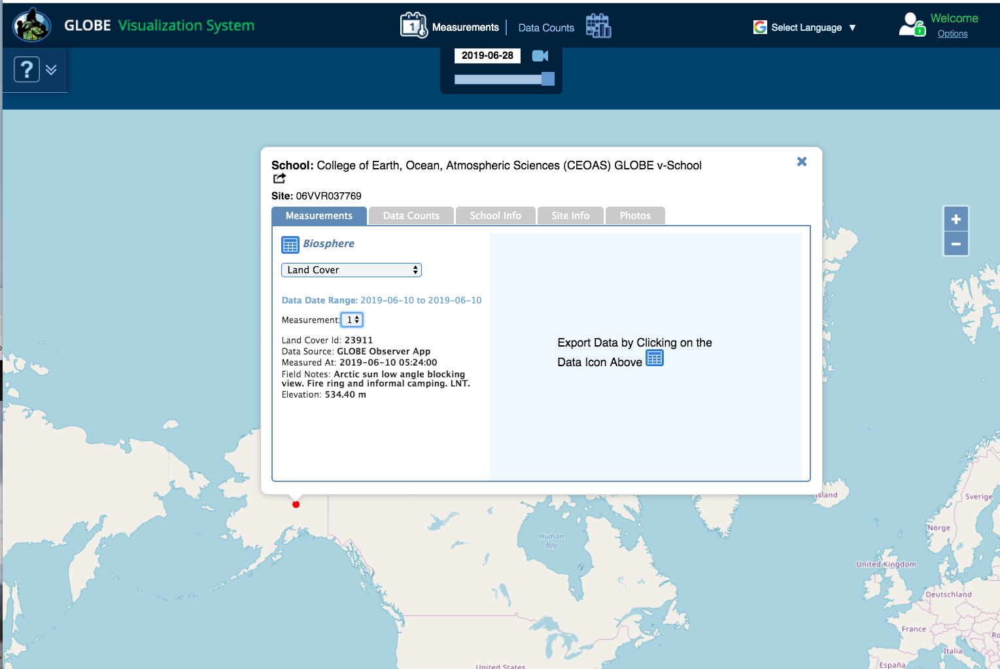 GLOBE Visualization System
1 Measurements | Data Counts
Select Language ▼
Welcome
Options
?
2019-06-28
School: College of Earth, Ocean, Atmospheric Sciences (CEOAS) GLOBE v-School
Site: 06VVR037769
Measurements Data Counts School Info Site Info Photos
Biosphere
Land Cover
Data Date Range: 2019-06-10 to 2019-06-10
Measurement: 1
Land Cover Id: 23911
Data Source: GLOBE Observer App
Measured At: 2019-06-10 05:24:00
Field Notes: Arctic sun low angle blocking
view. Fire ring and informal camping. LNT.
Elevation: 534.40 m
Export Data by Clicking on the
Data Icon Above
+
−
Sverige
Norge
Hudson
Bay
United Kingdom
Deutschland
France
Italia
España
United States